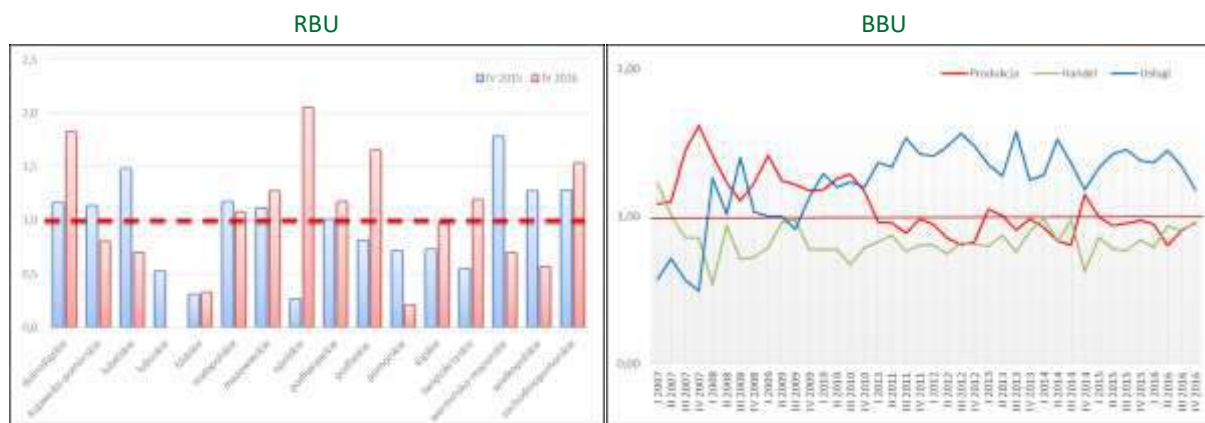 RBU
BBU
2,5
IV 2015
IV 2016
2,0
1,5
1,0
0,5
0,0
dolnośląskie
kujawsko-pomorskie
lubelskie
lubuskie
łódzkie
małopolskie
mazowieckie
opolskie
podkarpackie
podlaskie
pomorskie
śląskie
świętokrzyskie
warmińsko-mazurskie
wielkopolskie
zachodniopomorskie
Produkcja
Handel
Usługi
1,00
0,00
I 2007
II 2007
III 2007
IV 2007
I 2008
II 2008
III 2008
IV 2008
I 2009
II 2009
III 2009
IV 2009
I 2010
II 2010
III 2010
IV 2010
I 2011
II 2011
III 2011
IV 2011
I 2012
II 2012
III 2012
IV 2012
I 2013
II 2013
III 2013
IV 2013
I 2014
II 2014
III 2014
IV 2014
I 2015
II 2015
III 2015
IV 2015
I 2016
II 2016
III 2016
IV 2016